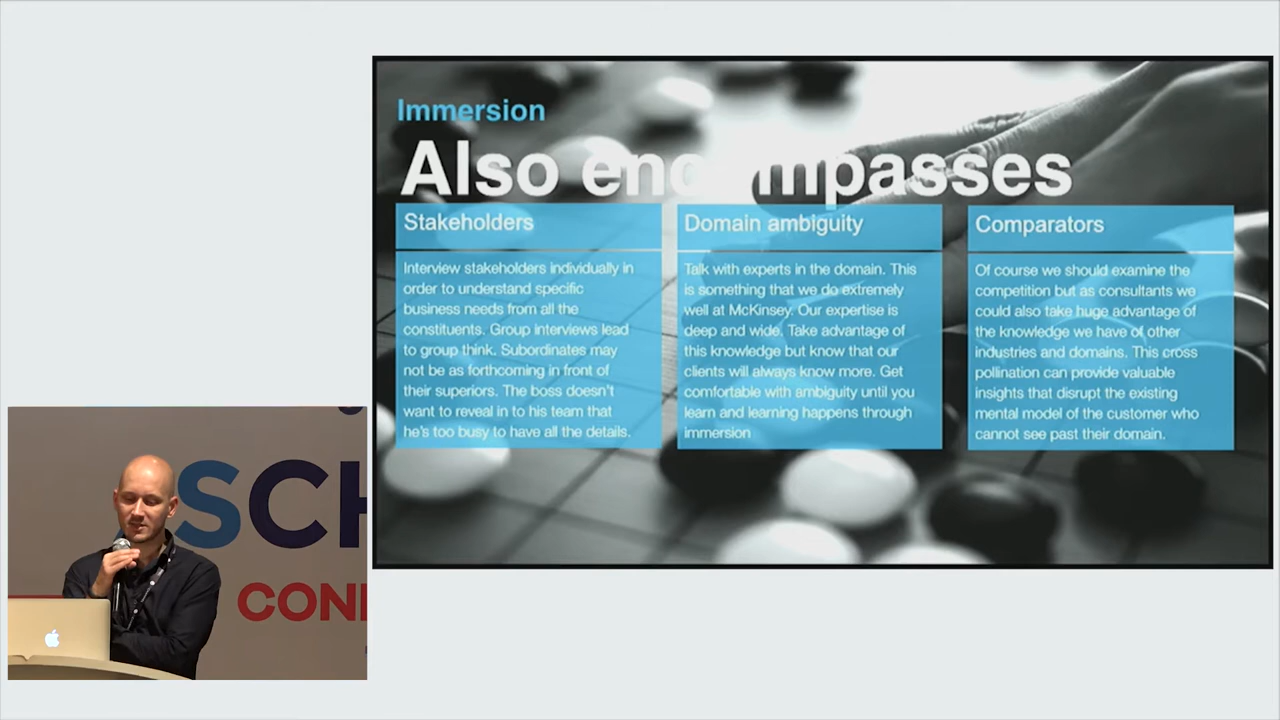 Immersion
Also encompasses
Stakeholders
Interview stakeholders individually in
order to understand specific
business needs from all the
constituents. Group interviews lead
to group think. Subordinates may
not be as forthcoming in front of
their superiors. The boss doesn't
want to reveal in to his team that
he's too busy to have all the details.
Domain ambiguity
Talk with experts in the domain. This
is something that we do extremely
well at McKinsey. Our expertise is
deep and wide. Take advantage of
this knowledge but know that our
clients will always know more. Get
comfortable with ambiguity until you
learn and learning happens through
immersion
Comparators
Of course we should examine the
competition but as consultants we
could also take huge advantage of
the knowledge we have of other
industries and domains. This cross
pollination can provide valuable
insights that disrupt the existing
mental model of the customer who
cannot see past their domain.
SCH
CON